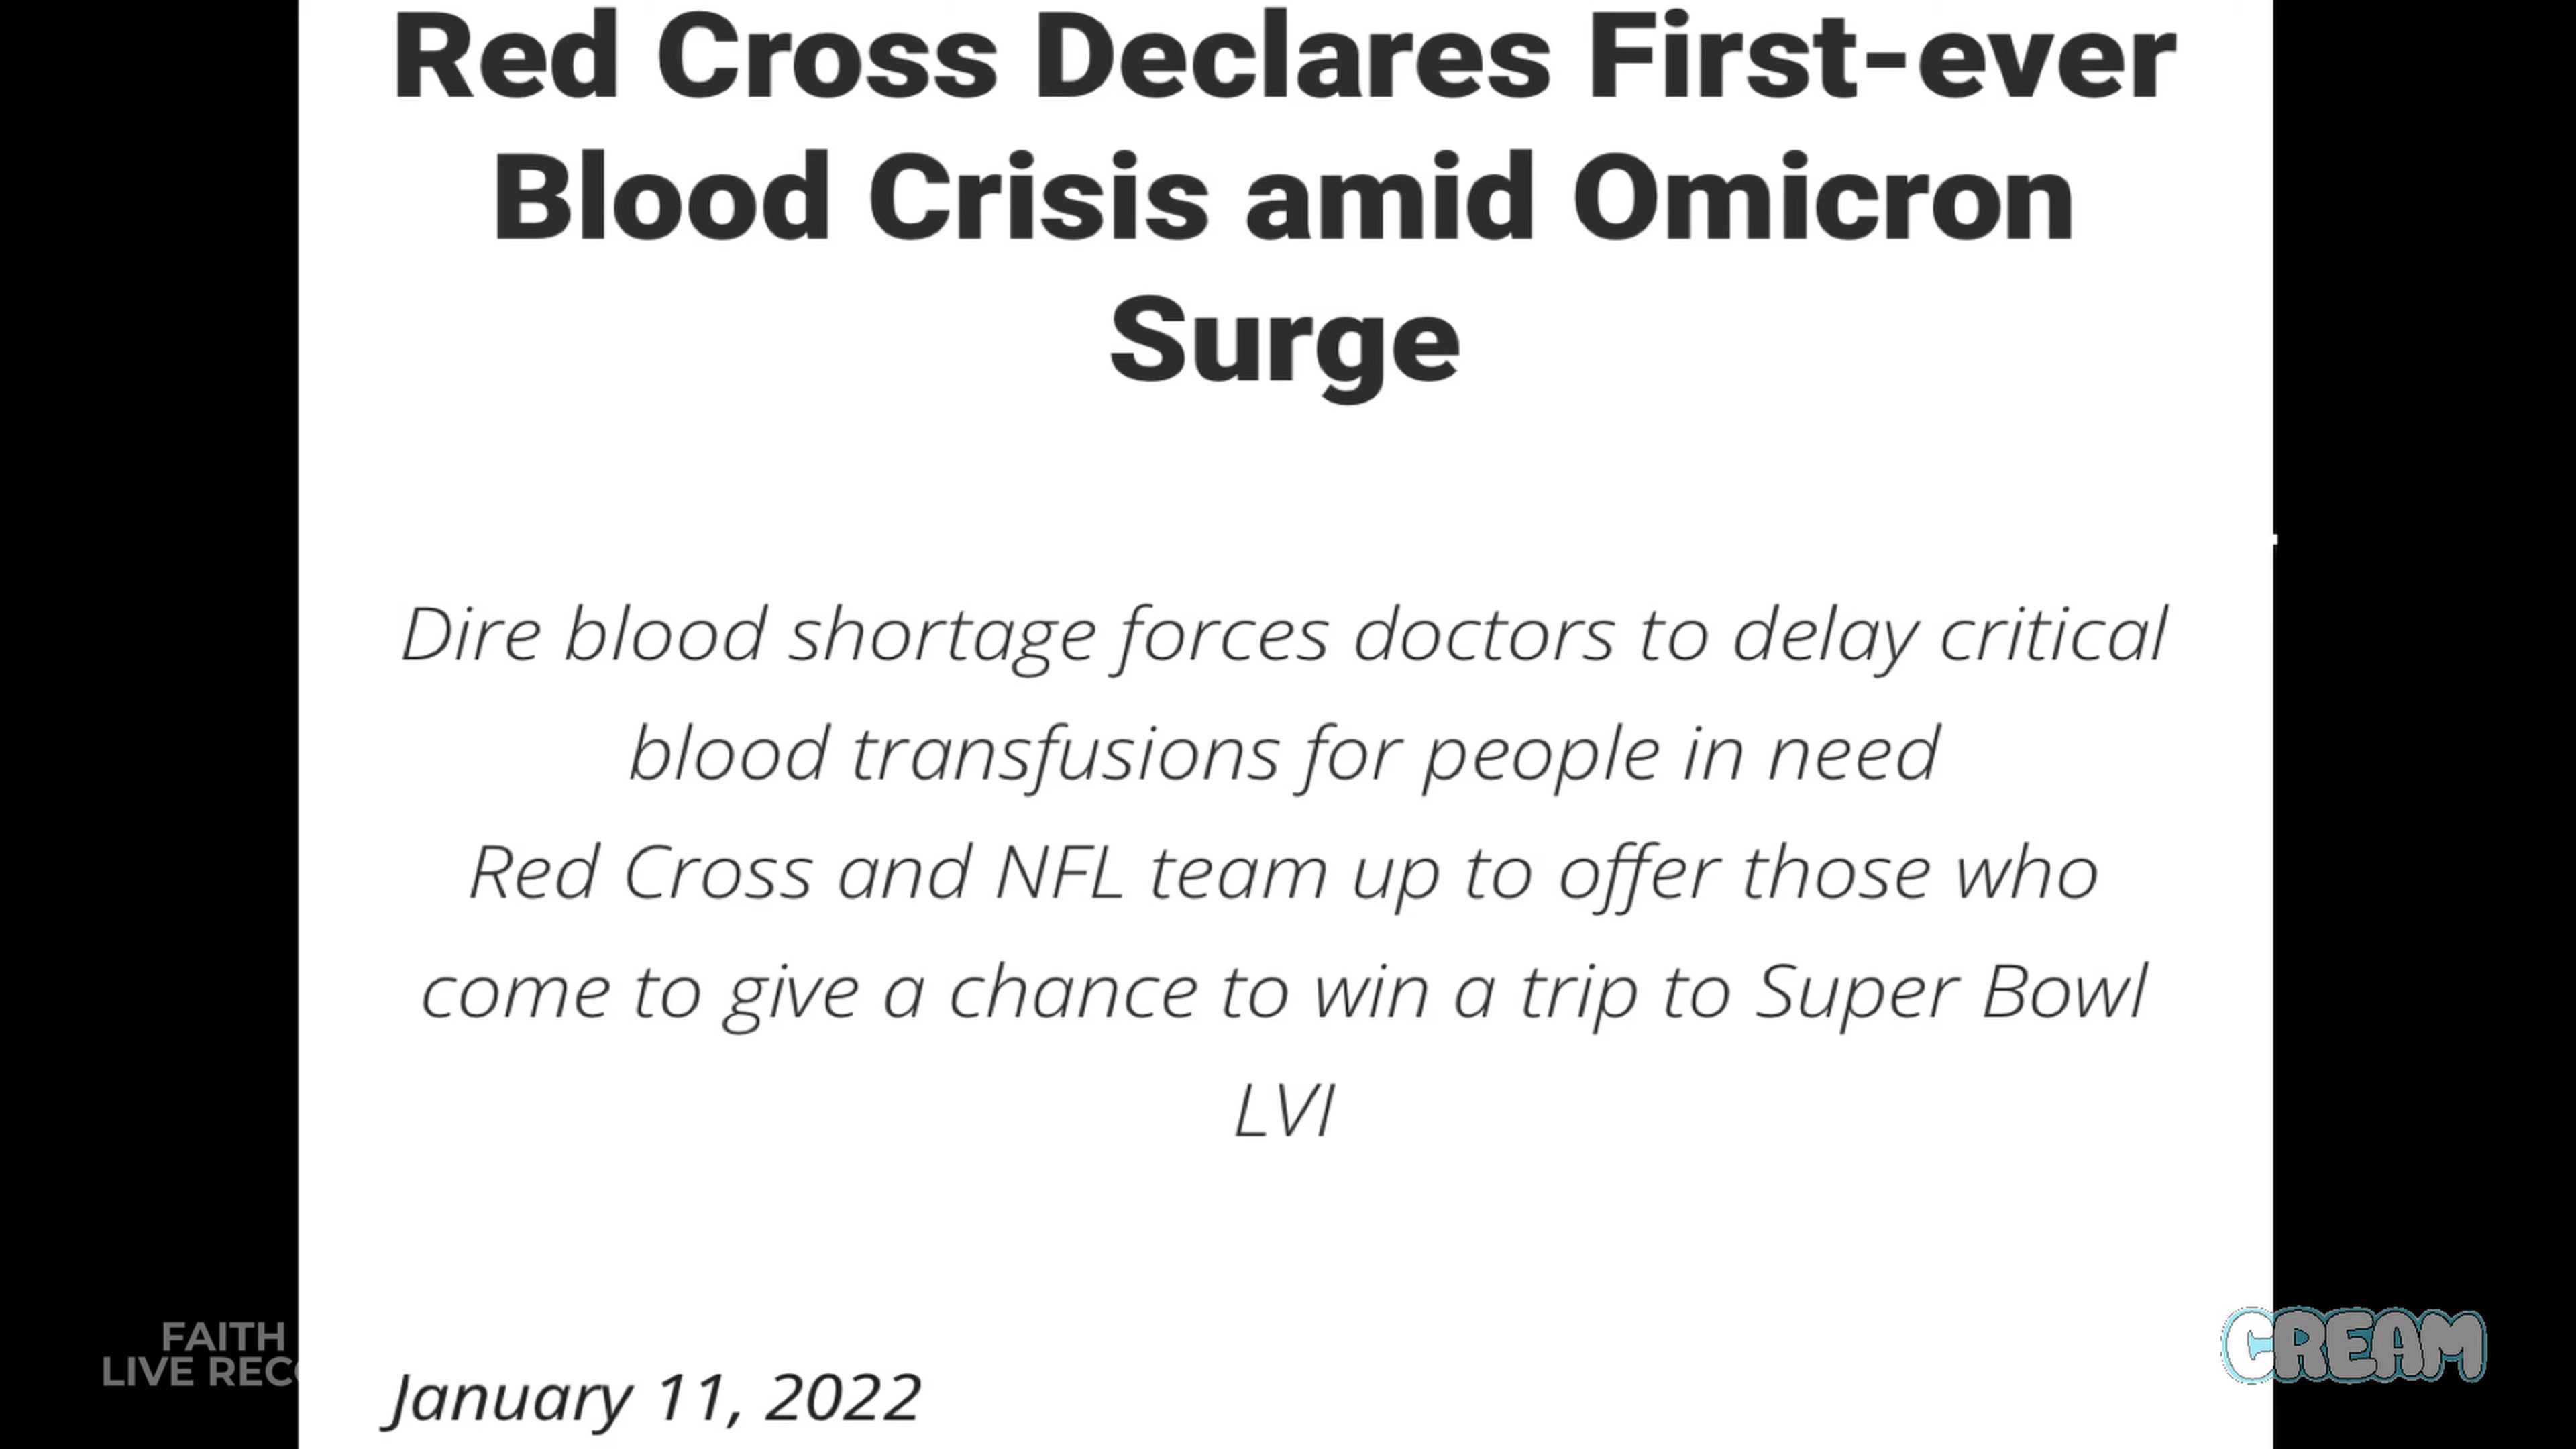 Red Cross Declares First-ever
Blood Crisis amid Omicron
Surge
Dire blood shortage forces doctors to delay critical
blood transfusions for people in need
Red Cross and NFL team up to offer those who
come to give a chance to win a trip to Super Bowl
LVI
January 11, 2022
FAITH
LIVE
CREAM